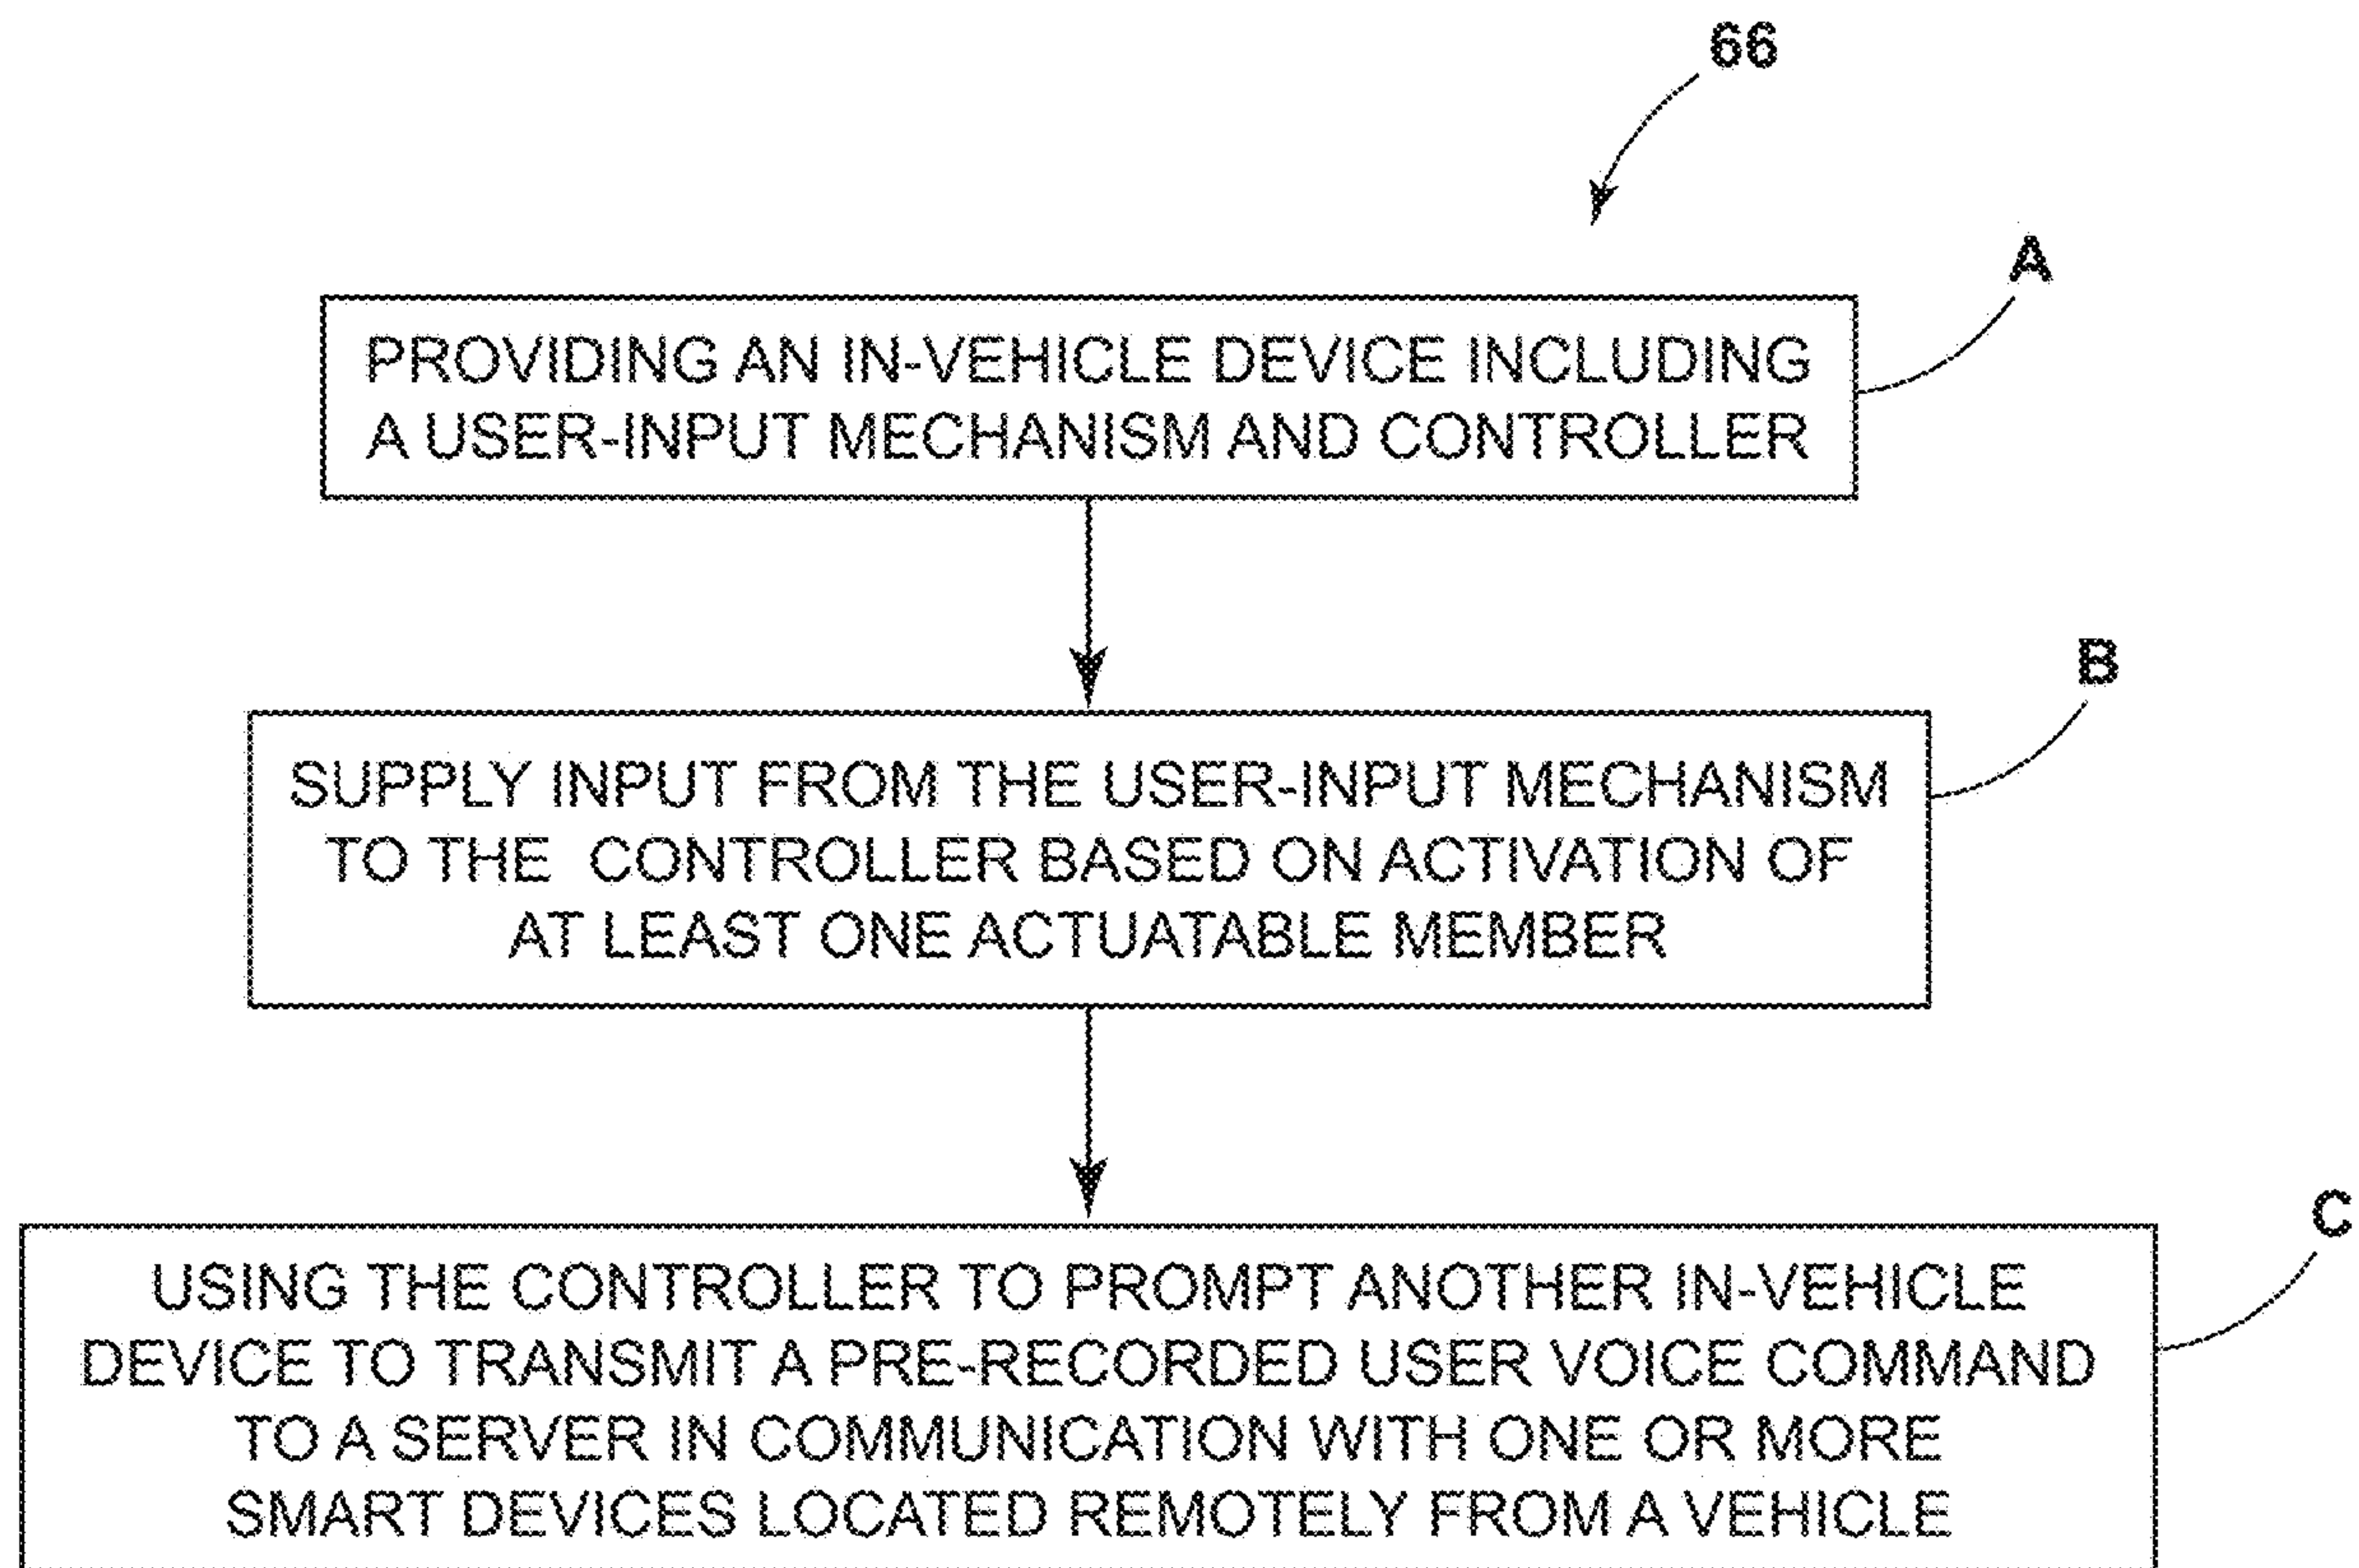 66
A
PROVIDING AN IN-VEHICLE DEVICE INCLUDING
A USER-INPUT MECHANISM AND CONTROLLER
B
SUPPLY INPUT FROM THE USER-INPUT MECHANISM
TO THE CONTROLLER BASED ON ACTIVATION OF
AT LEAST ONE ACTUATABLE MEMBER
C
USING THE CONTROLLER TO PROMPT ANOTHER IN-VEHICLE
DEVICE TO TRANSMIT A PRE-RECORDED USER VOICE COMMAND
TO A SERVER IN COMMUNICATION WITH ONE OR MORE
SMART DEVICES LOCATED REMOTELY FROM A VEHICLE